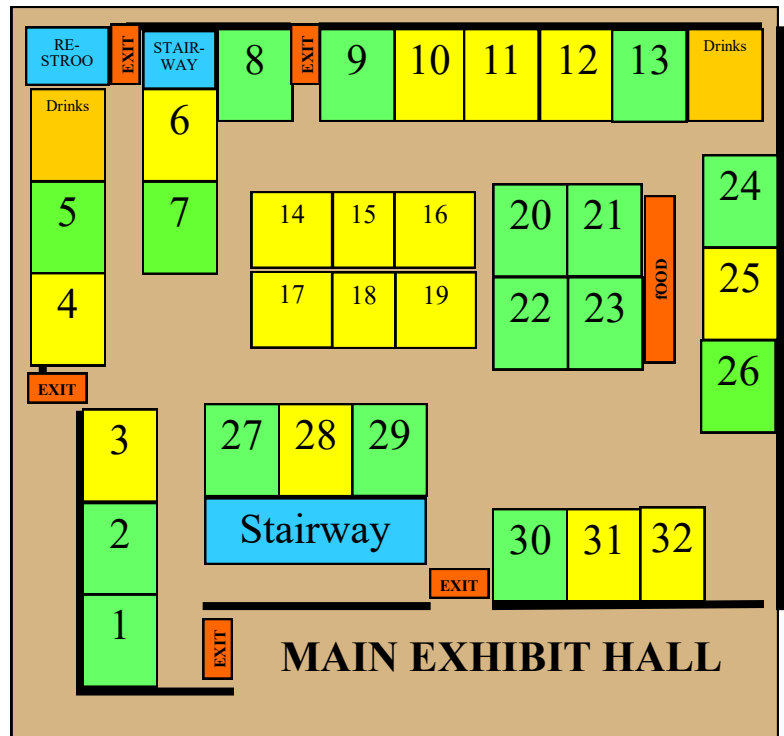 RE-
STROO
EXIT
STAIR-
WAY
8
EXIT
9
10
11
12
13
Drinks
Drinks
6
5
7
4
EXIT
14
15
16
17
18
19
20
21
22
23
fOOD
24
25
26
3
2
1
27
28
29
Stairway
30
31
32
EXIT
EXIT
MAIN EXHIBIT HALL